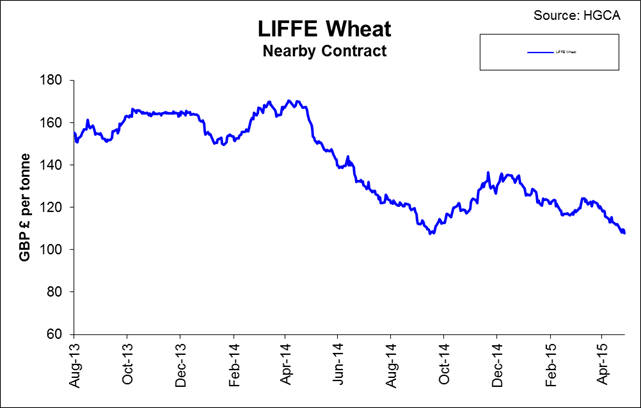 Source: HGCA
LIFFE Wheat
Nearby Contract
LIFFE Wheat
GBP £ per tonne
180
160
140
120
100
80
60
Aug-13
Oct-13
Dec-13
Feb-14
Apr-14
Jun-14
Aug-14
Oct-14
Dec-14
Feb-15
Apr-15